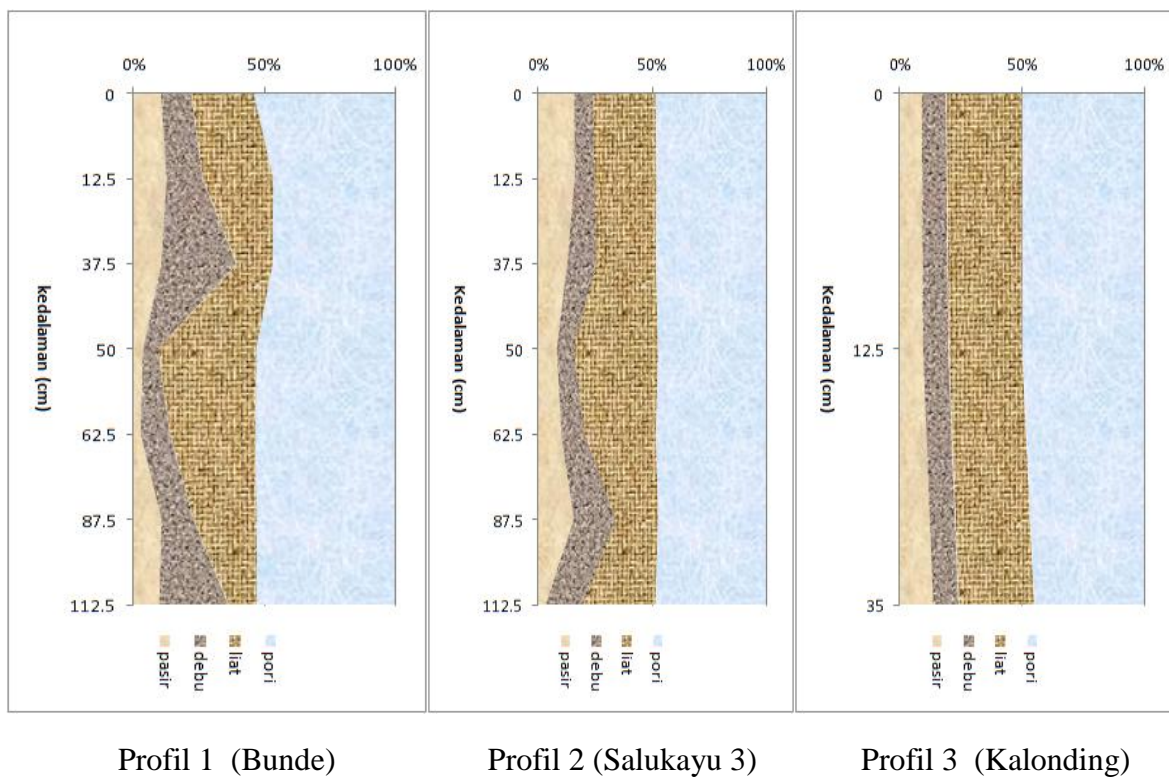 0% 50% 100%
0
12.5
37.5
50
62.5
87.5
112.5
kedalaman (cm)
pasir
debu
liat
pori
0% 50% 100%
0
12.5
37.5
50
62.5
87.5
112.5
Kedalaman (cm)
pasir
debu
liat
pori
0% 50% 100%
0
12.5
35
Kedalaman (cm)
pasir
debu
liat
pori
Profil 1 (Bunde)
Profil 2 (Salukayu 3)
Profil 3 (Kalonding)